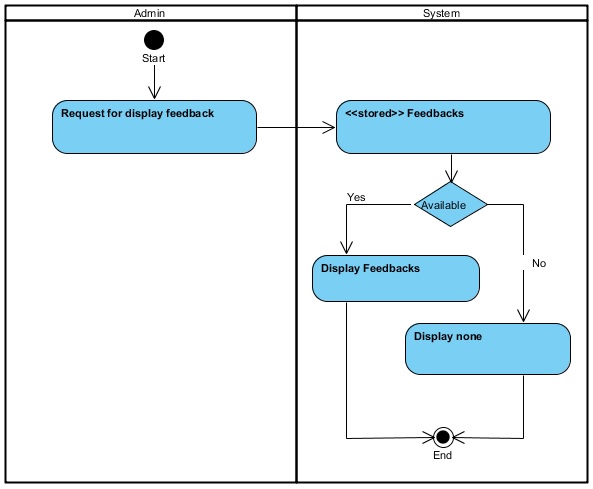 Admin
System
Start
Request for display feedback
<<stored>> Feedbacks
Yes
Available
No
Display Feedbacks
Display none
End